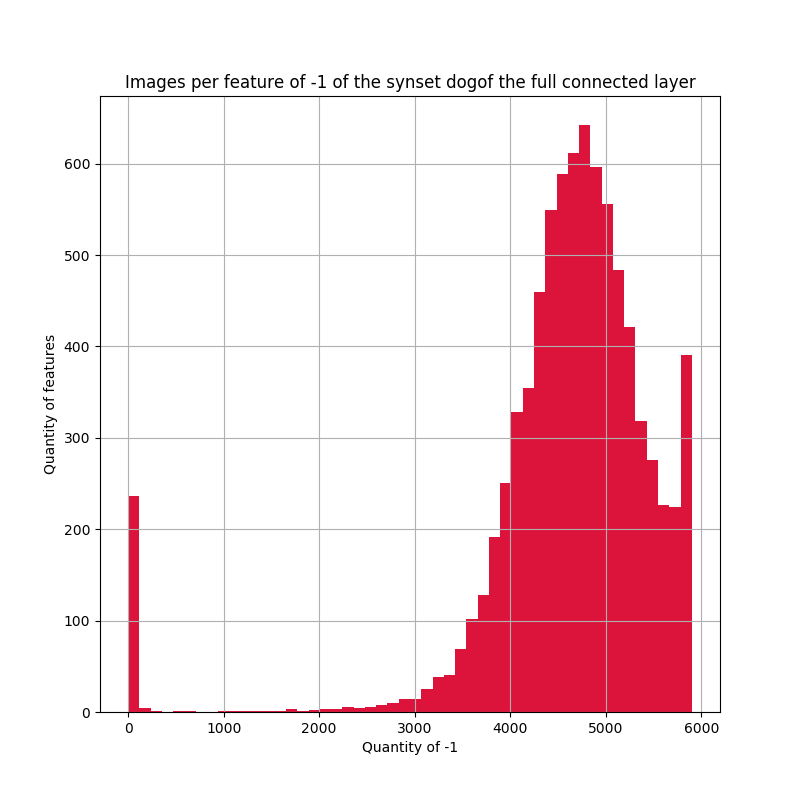 Images per feature of -1 of the synset dogof the full connected layer
600
500
400
300
200
100
0
Quantity of features
0 1000 2000 3000 4000 5000 6000
Quantity of -1